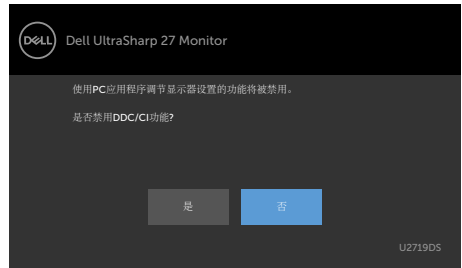 DELL
Dell UltraSharp 27 Monitor
使用PC应用程序调节显示器设置的功能将被禁用。
是否禁用DDC/CI功能?
是
否
U2719DS